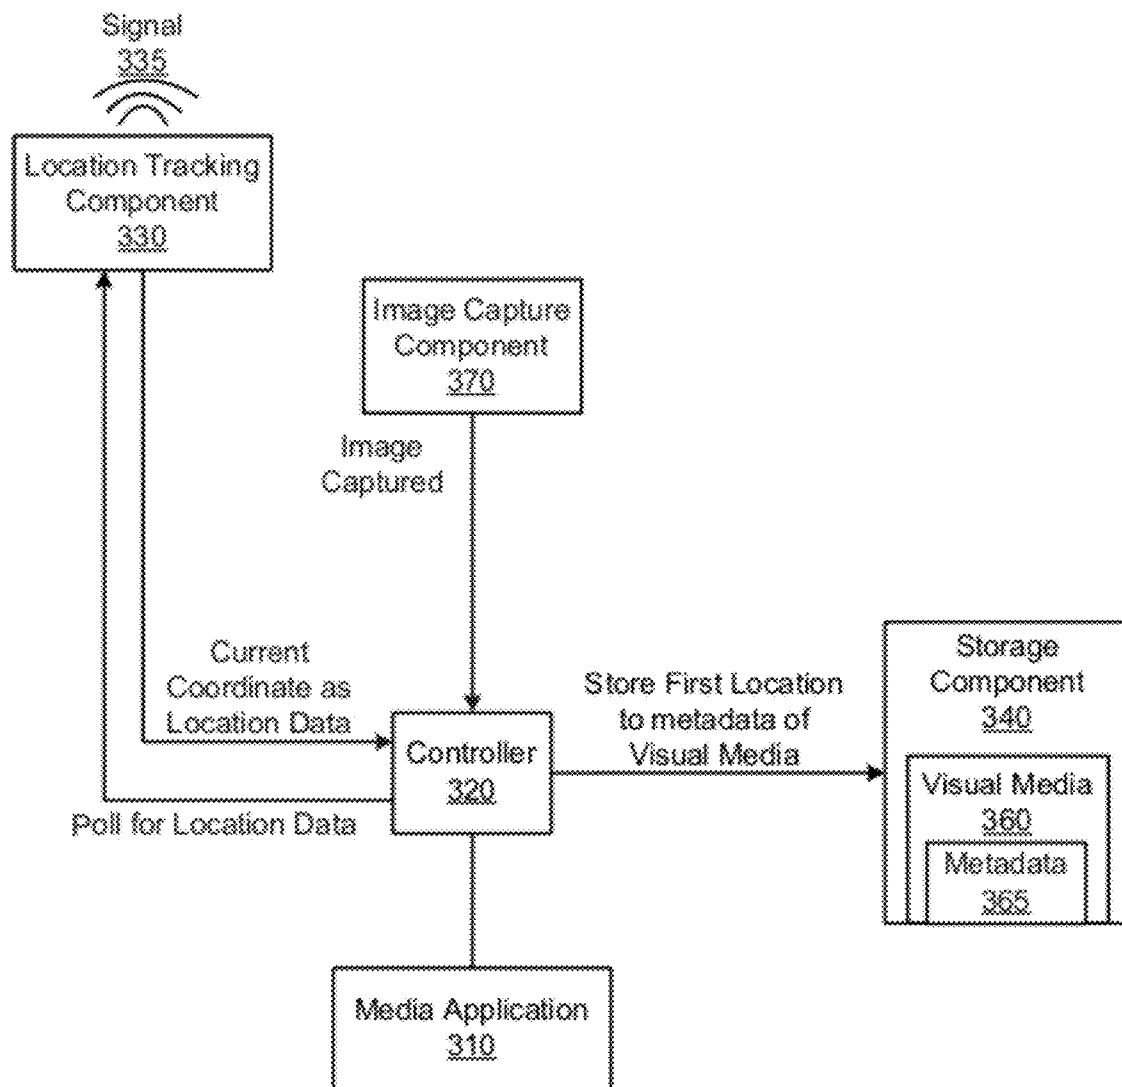 Signal
335
Location Tracking
Component
330
Image Capture
Component
370
Image
Captured
Current
Coordinate as
Location Data
Poll for Location Data
Controller
320
Store First Location
to metadata of
Visual Media
Storage
Component
340
Visual Media
360
Metadata
365
Media Application
310